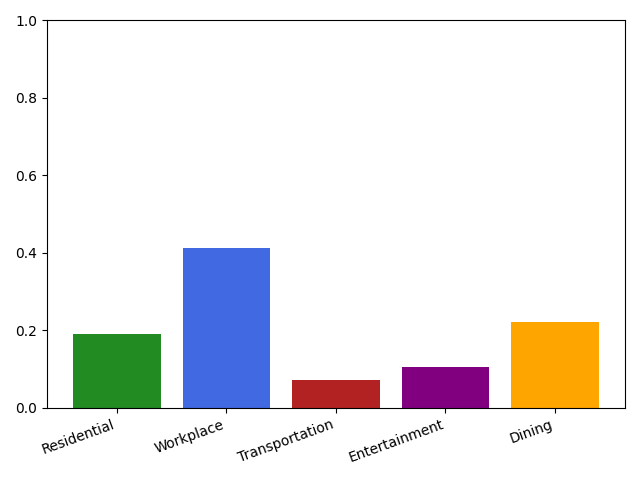 1.0
0.8
0.6
0.4
0.2
0.0
Residential
Workplace
Transportation
Entertainment
Dining